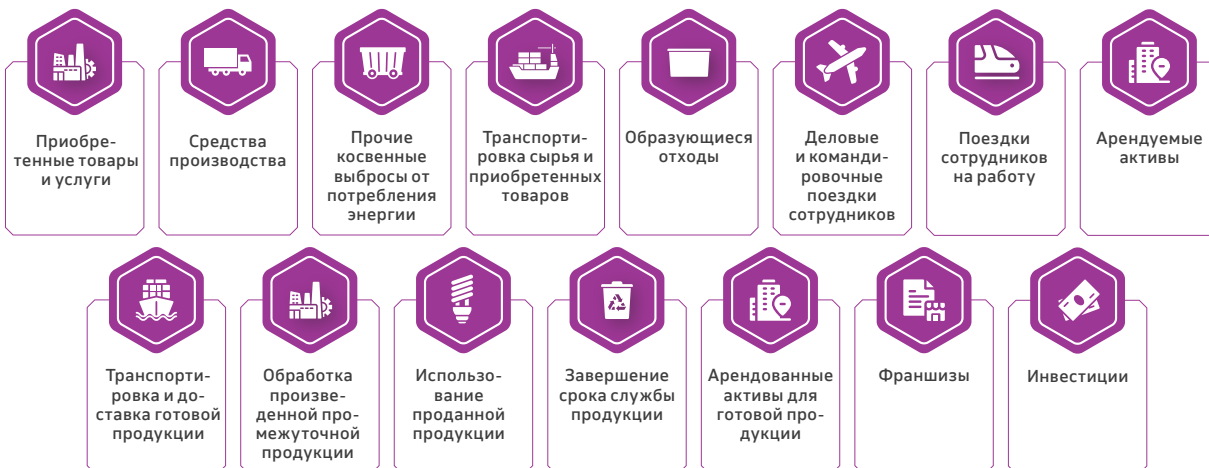 Приобре-
тенные товары
и услуги
Средства
производства
Прочие
косвенные
выбросы от
потребления
энергии
Транспорти-
ровка сырья и
приобретенных
товаров
Образующиеся
отходы
Деловые
и команди-
ровочные
поездки
сотрудников
Поездки
сотрудников
на работу
Арендуемые
активы
Транспорти-
ровка и до-
ставка готовой
продукции
Обработка
произве-
денной про-
межуточной
продукции
Использо-
вание
проданной
продукции
Завершение
срока службы
продукции
Арендованные
активы для
готовой про-
дукции
Франшизы
Инвестиции